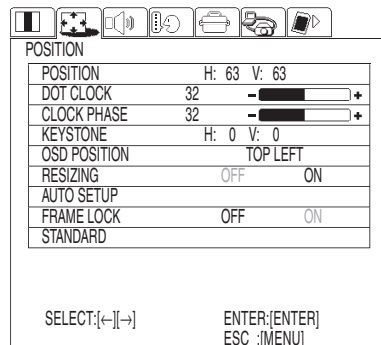 POSITION
POSITION H: 63 V: 63
DOT CLOCK 32 - +
CLOCK PHASE 32 - +
KEYSTONE H: 0 V: 0
OSD POSITION TOP LEFT
RESIZING OFF ON
AUTO SETUP
FRAME LOCK OFF ON
STANDARD
SELECT:[←][→] ENTER:[ENTER]
ESC :[MENU]